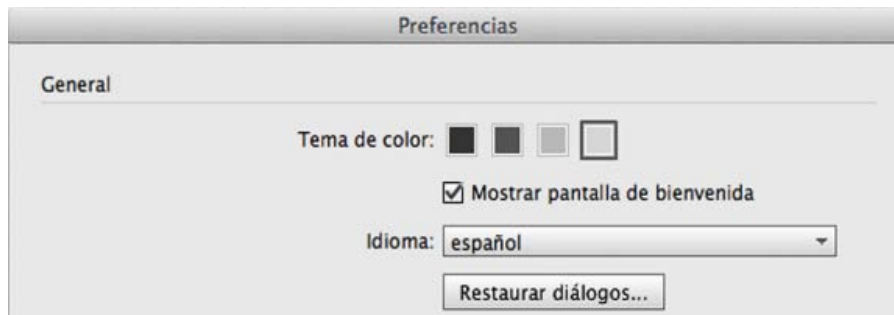 Preferencias
General
Tema de color:
Mostrar pantalla de bienvenida
Idioma: español
Restaurar diálogos...